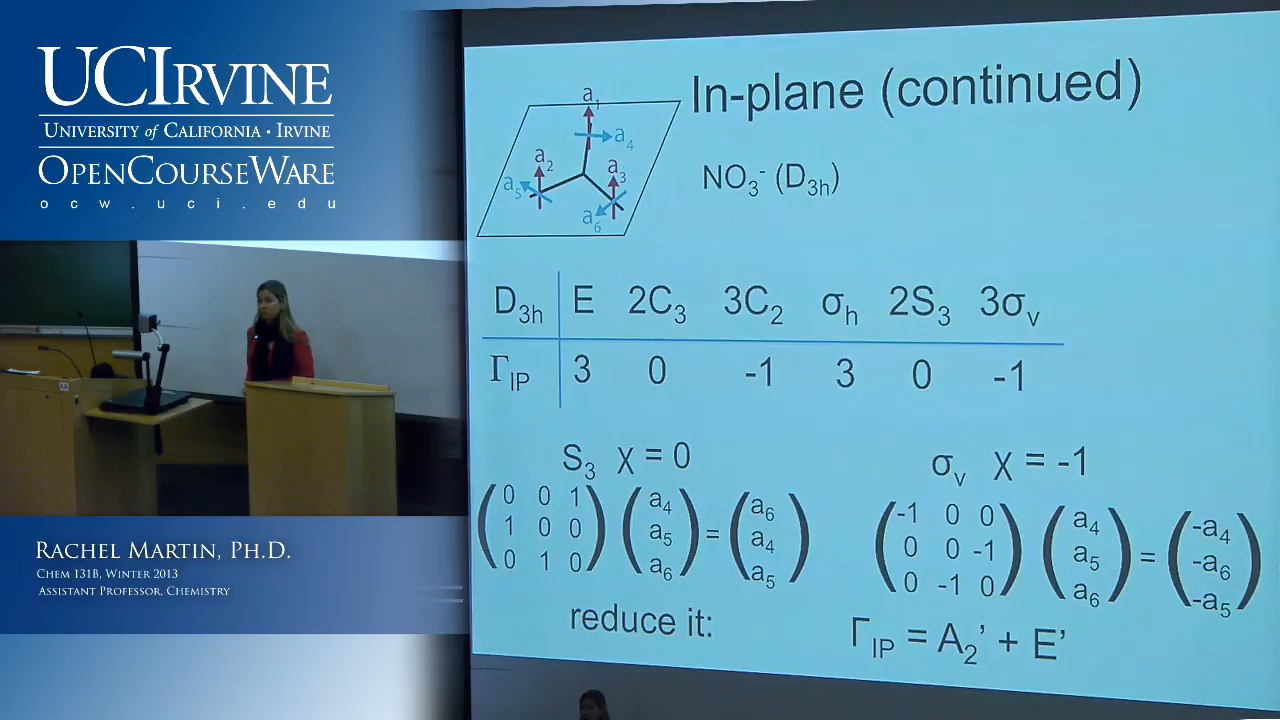 UCIRVINE
UNIVERSITY of CALIFORNIA · IRVINE
OPENCOURSEWARE
ocw.uci.edu
RACHEL MARTIN, PH.D.
CHEM 131B, WINTER 2013
ASSISTANT PROFESSOR, CHEMISTRY
In-plane (continued)
NO₃⁻ (D₃h)
a₁
a₄
a₂
a₃
a₅
a₆
D₃h E 2C₃ 3C₂ σh 2S₃ 3σv
Γ_IP 3 0 -1 3 0 -1
S₃ χ = 0
(0 0 1) (a₄) = (a₆)
(1 0 0) (a₅) = (a₄)
(0 1 0) (a₆) = (a₅)
σv χ = -1
(-1 0 0) (a₄) = (-a₄)
(0 0 -1) (a₅) = (-a₆)
(0 -1 0) (a₆) = (-a₅)
reduce it:
Γ_IP = A₂' + E'